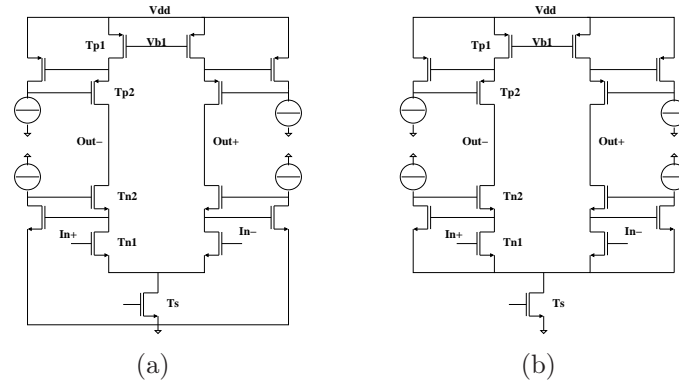 Vdd
Tp1
Vb1
Tp2
Out−
Out+
Tn2
In+
Tn1
In−
Ts
(a)
Vdd
Tp1
Vb1
Tp2
Out−
Out+
Tn2
In+
Tn1
In−
Ts
(b)